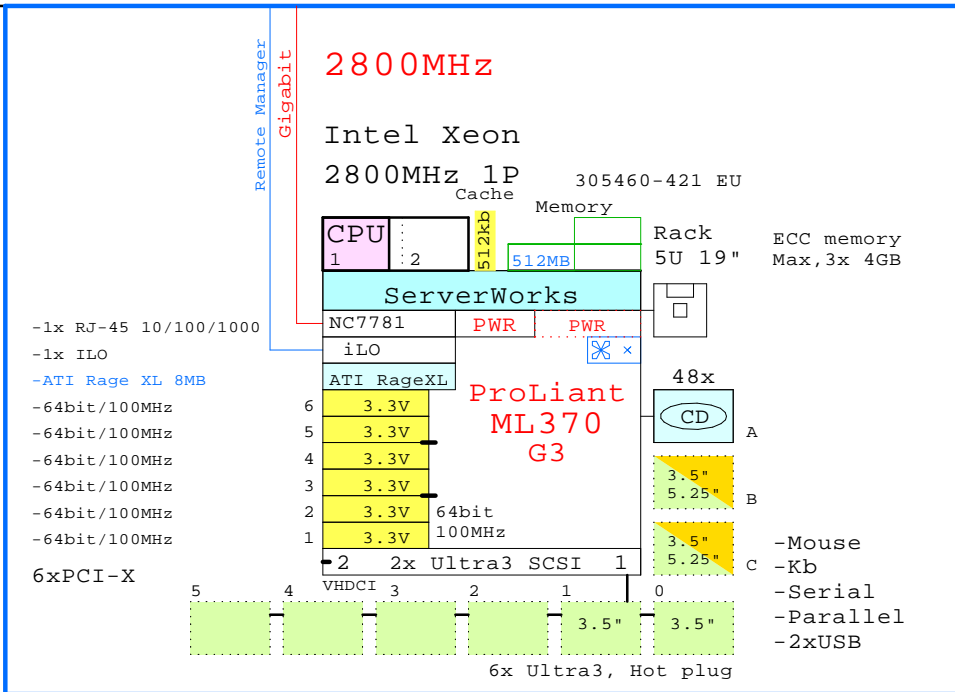 Remote Manager
Gigabit
2800MHz
Intel Xeon
2800MHz 1P
305460-421 EU
Cache
Memory
CPU
1
2
512kb
512MB
Rack
5U 19"
ECC memory
Max,3x 4GB
ServerWorks
-1x RJ-45 10/100/1000
NC7781
PWR
PWR
-1x ILO
iLO
×
-ATI Rage XL 8MB
ATI RageXL
ProLiant
ML370
G3
48x
CD
A
-64bit/100MHz
6
3.3V
-64bit/100MHz
5
3.3V
-64bit/100MHz
4
3.3V
-64bit/100MHz
3
3.3V
-64bit/100MHz
2
3.3V
-64bit/100MHz
1
3.3V
64bit
100MHz
3.5"
5.25"
B
3.5"
5.25"
C
2
2x Ultra3 SCSI
1
6xPCI-X
VHDCI
-Mouse
-Kb
-Serial
-Parallel
-2xUSB
5
4
3
2
1
0
3.5"
3.5"
6x Ultra3, Hot plug